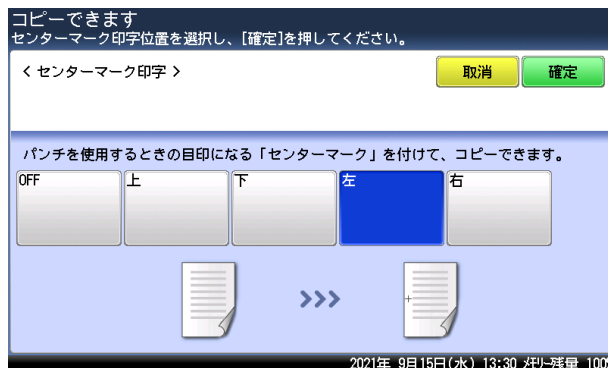 コピーできます
センターマーク印字位置を選択し、[確定]を押してください。
< センターマーク印字 >
取消
確定
パンチを使用するときの目印になる「センターマーク」を付けて、コピーできます。
OFF
上
下
左
右
2021年 9月15日(水) 13:30 メモリー残量 100%